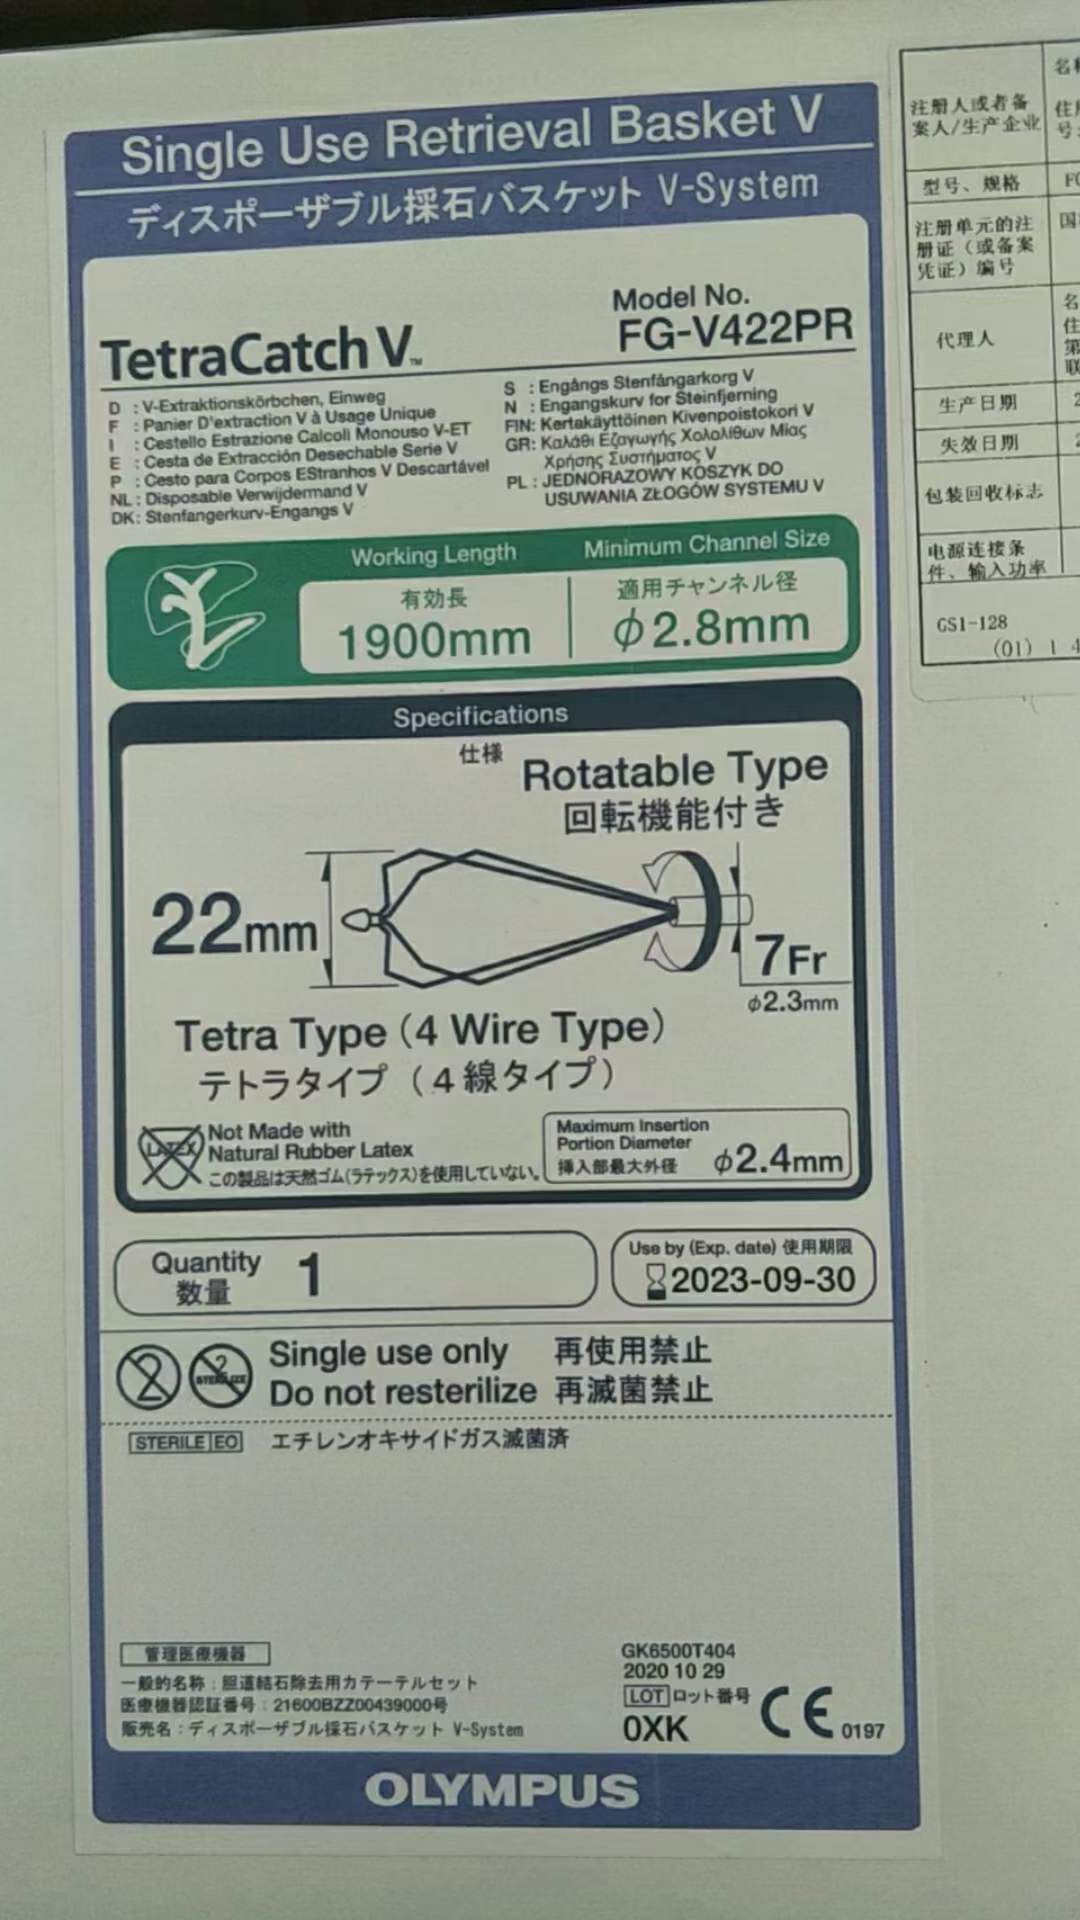 Single Use Retrieval Basket V
ディスポーザブル採石バスケット V-System
TetraCatch V™
Model No.
FG-V422PR
D : V-Extraktionskörbchen, Einweg
F : Panier D'extraction V à Usage Unique
I : Cestello Estrazione Calcoli Monouso V-ET
E : Cesta de Extracción Desechable Serie V
P : Cesto para Corpos EStranhos V Descartável
NL : Disposable Verwijdermand V
DK: Stenfangerkurv-Engangs V
S : Engångs Stenfångarkorg V
N : Engangskurv for Steinfjerning
FIN: Kertakäyttöinen Kivenpoistokori V
GR: Καλάθι Εξαγωγής Χολολίθων Μίας
Χρήσης Συστήματος V
PL : JEDNORAZOWY KOSZYK DO
USUWANIA ZŁOGÓW SYSTEMU V
Working Length
有効長
1900mm
Minimum Channel Size
適用チャンネル径
φ2.8mm
Specifications
仕様
Rotatable Type
回転機能付き
22mm
7Fr
φ2.3mm
Tetra Type (4 Wire Type)
テトラタイプ (4線タイプ)
LATEX
Not Made with
Natural Rubber Latex
この製品は天然ゴム(ラテックス)を使用していない。
Maximum Insertion
Portion Diameter
挿入部最大外径
φ2.4mm
Quantity
数量
1
Use by (Exp. date) 使用期限
2023-09-30
2
2
STERILIZE
Single use only 再使用禁止
Do not resterilize 再滅菌禁止
STERILE EO エチレンオキサイドガス滅菌済
管理医療機器
一般的名称 : 胆道結石除去用カテーテルセット
医療機器認証番号 : 21600BZZ00439000号
販売名 : ディスポーザブル採石バスケット V-System
GK6500T404
2020 10 29
LOT ロット番号
0XK
CE 0197
OLYMPUS
注册人或者备
案人/生产企业
型号、规格
注册单元的注
册证（或备案
凭证）编号
代理人
生产日期
失效日期
包装回收标志
电源连接条
件、输入功率
GS1-128
(01) 1 4